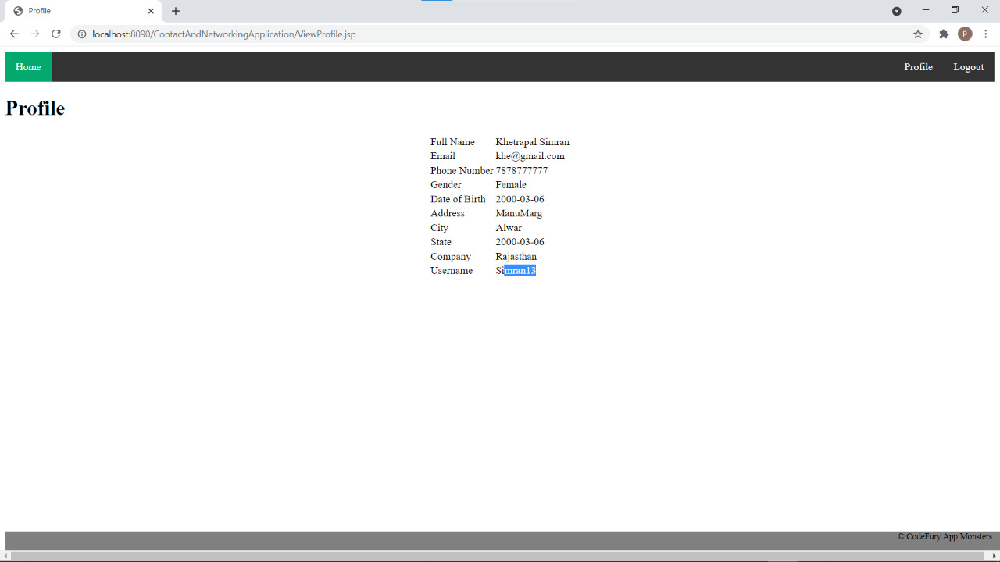 Profile
localhost:8090/ContactAndNetworkingApplication/ViewProfile.jsp
P
Home Profile Logout
Profile
Full Name Khetrapal Simran
Email khe@gmail.com
Phone Number 7878777777
Gender Female
Date of Birth 2000-03-06
Address ManuMarg
City Alwar
State 2000-03-06
Company Rajasthan
Username Simran13
© CodeFury App Monsters